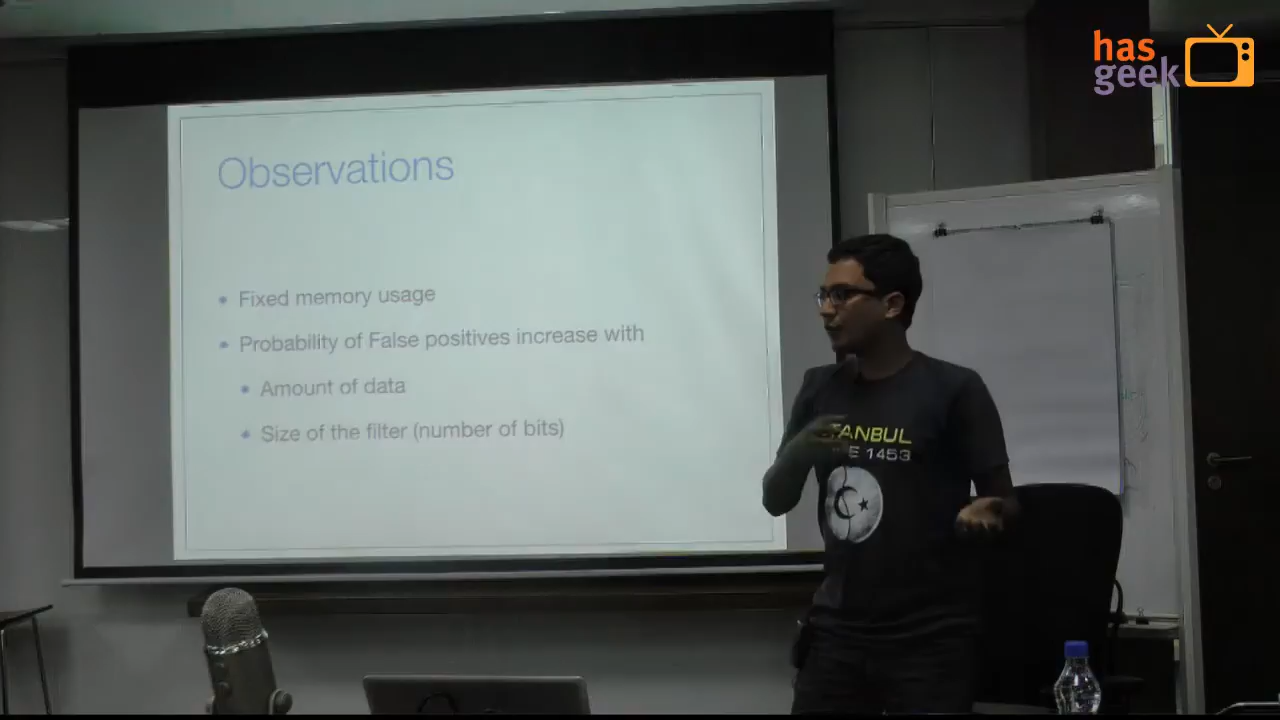 has
geek
Observations
Fixed memory usage
Probability of False positives increase with
Amount of data
Size of the filter (number of bits)
ANBUL
E 1453